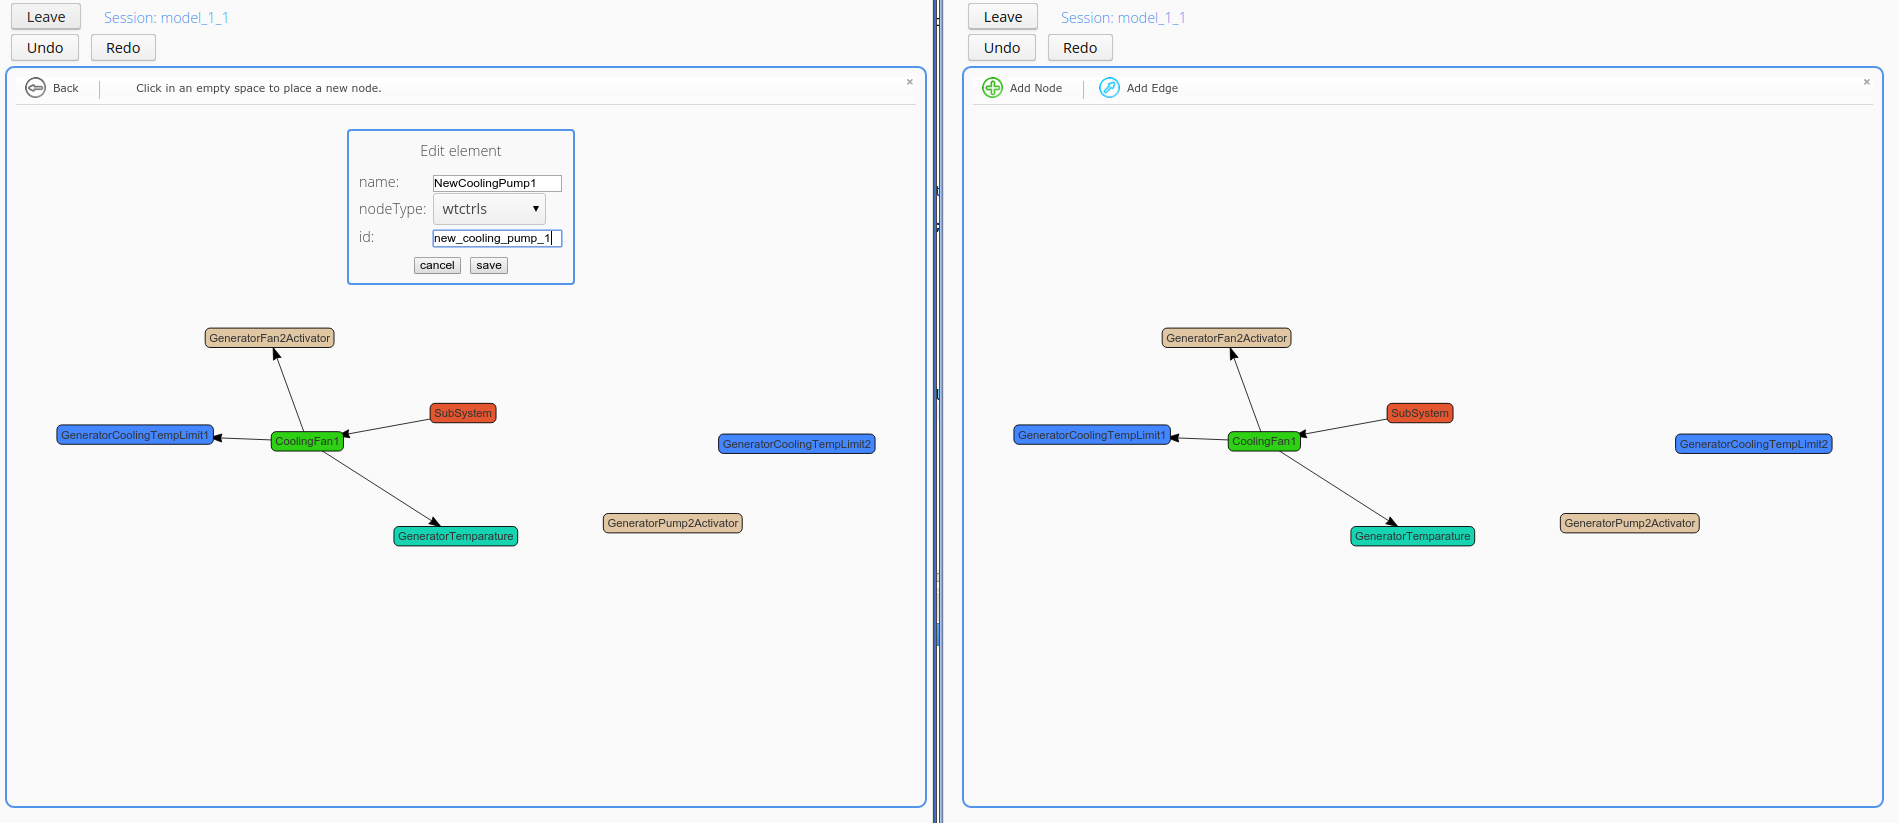 Leave
Session: model_1_1
Undo
Redo
Back
Click in an empty space to place a new node.
×
Edit element
name:
NewCoolingPump1
nodeType:
wtctrls
id:
new_cooling_pump_1
cancel
save
GeneratorFan2Activator
SubSystem
GeneratorCoolingTempLimit1
CoolingFan1
GeneratorCoolingTempLimit2
GeneratorPump2Activator
GeneratorTemparature
Leave
Session: model_1_1
Undo
Redo
Add Node
Add Edge
×
GeneratorFan2Activator
SubSystem
GeneratorCoolingTempLimit1
CoolingFan1
GeneratorCoolingTempLimit2
GeneratorPump2Activator
GeneratorTemparature